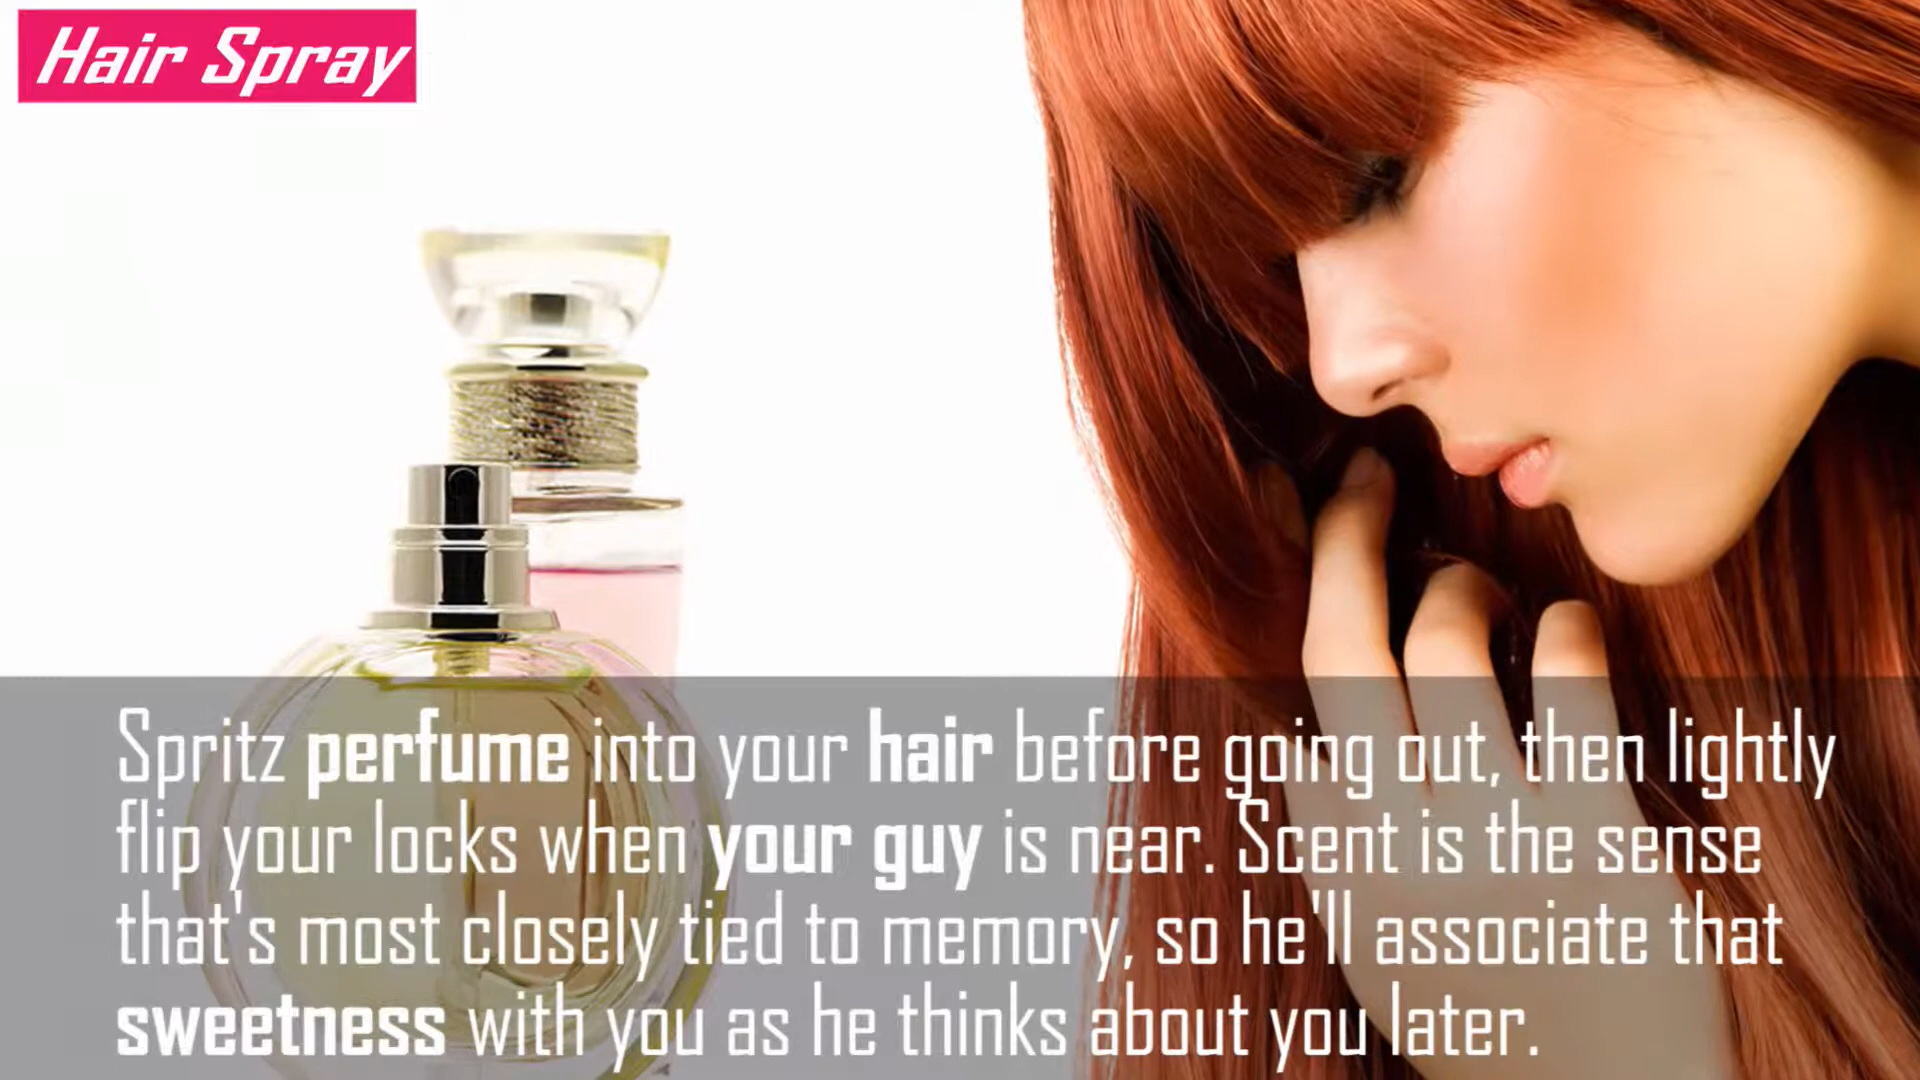 Hair Spray
Spritz perfume into your hair before going out, then lightly
flip your locks when your guy is near. Scent is the sense
that's most closely tied to memory, so he'll associate that
sweetness with you as he thinks about you later.